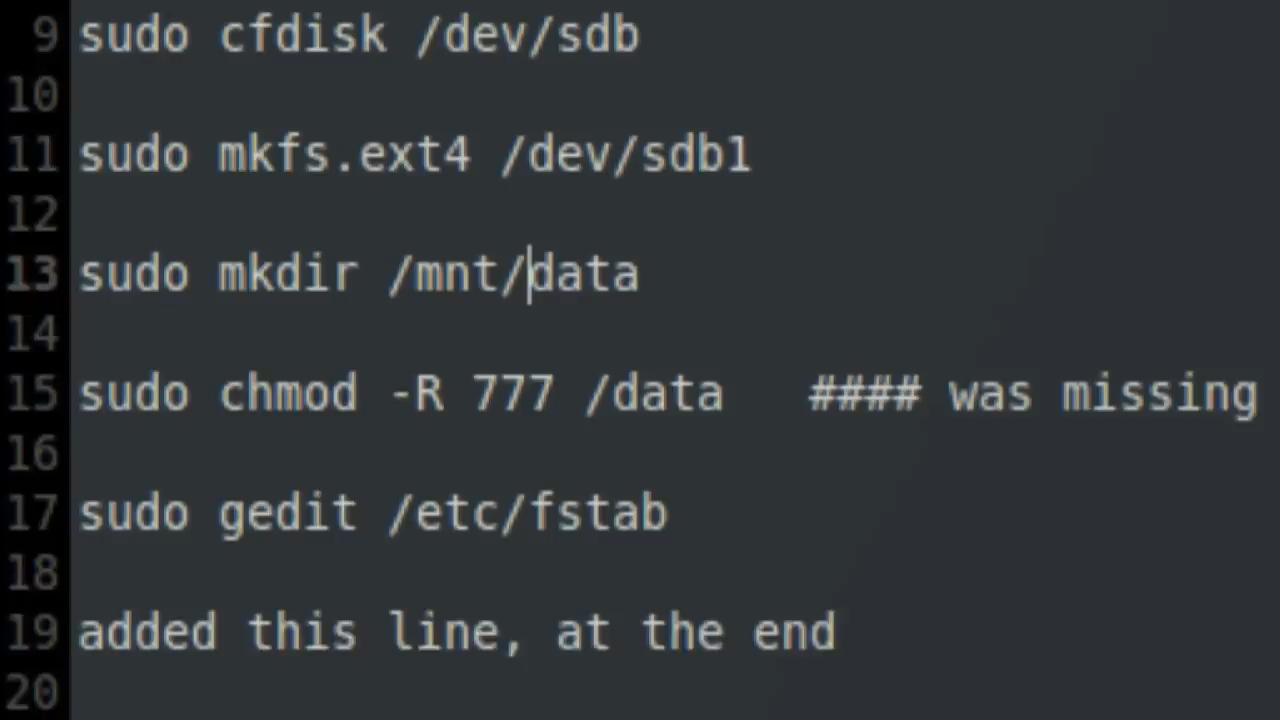 9 sudo cfdisk /dev/sdb
10
11 sudo mkfs.ext4 /dev/sdb1
12
13 sudo mkdir /mnt/data
14
15 sudo chmod -R 777 /data #### was missing
16
17 sudo gedit /etc/fstab
18
19 added this line, at the end
20